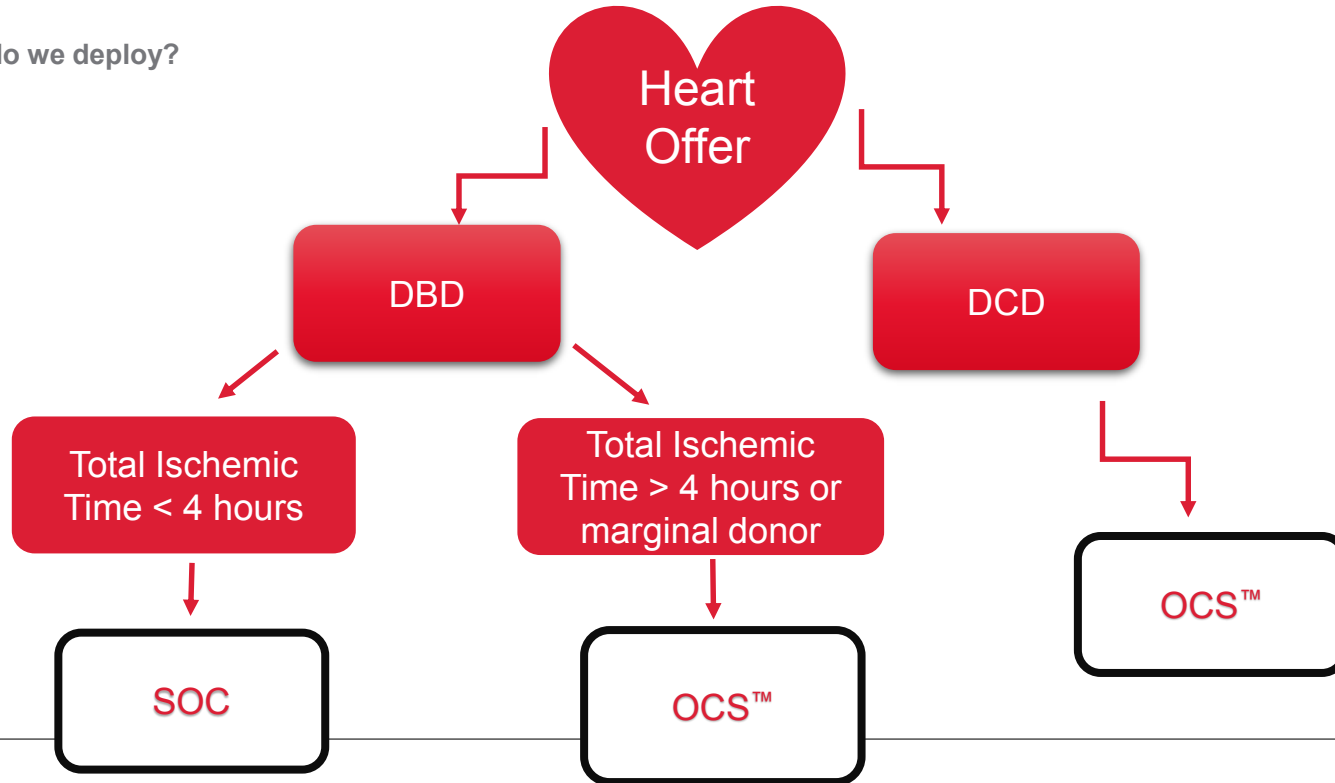 do we deploy?
Heart
Offer
DBD
DCD
Total Ischemic
Time < 4 hours
Total Ischemic
Time > 4 hours or
marginal donor
OCS™
SOC
OCS™